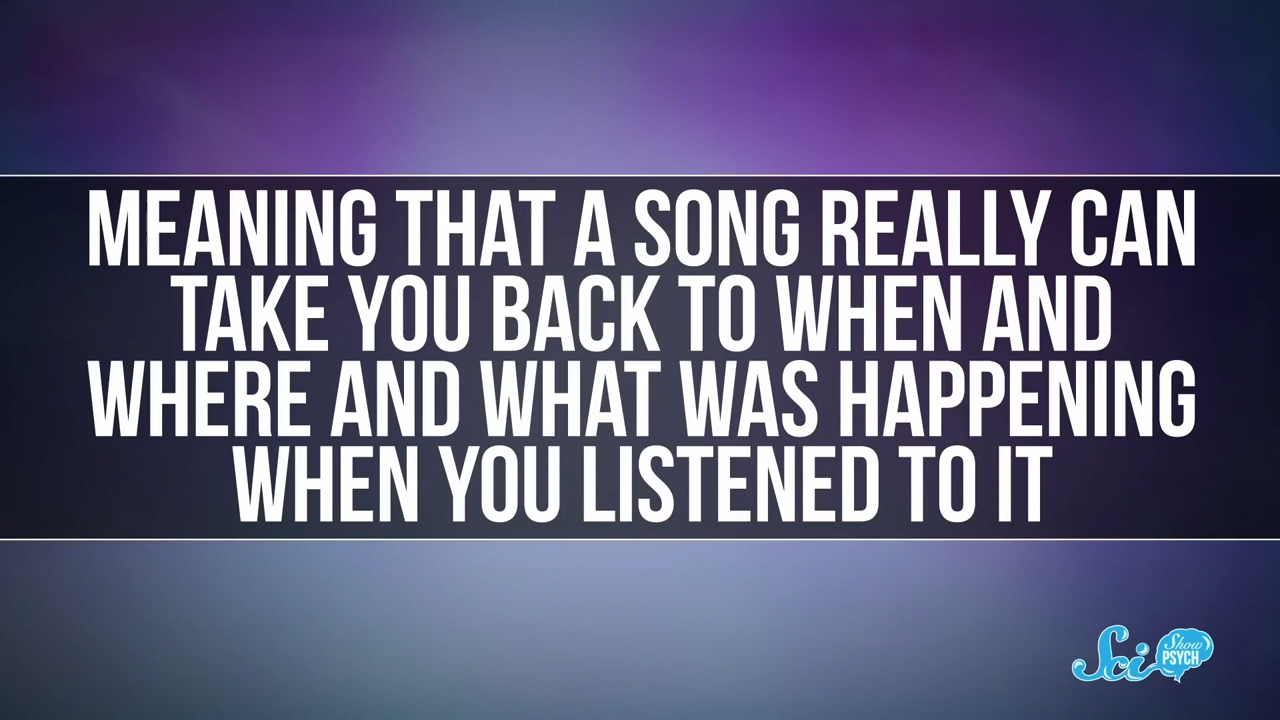 MEANING THAT A SONG REALLY CAN
TAKE YOU BACK TO WHEN AND
WHERE AND WHAT WAS HAPPENING
WHEN YOU LISTENED TO IT
Sci Show
PSYCH